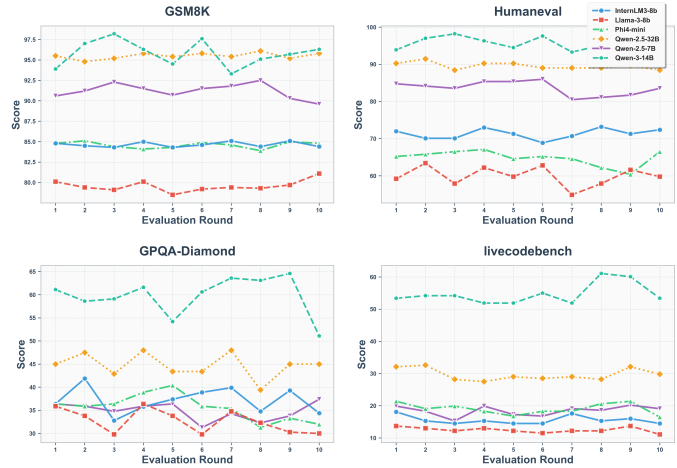 GSM8K
Score
97.5
95.0
92.5
90.0
87.5
85.0
82.5
80.0
1 2 3 4 5 6 7 8 9 10
Evaluation Round
Humaneval
InternLM3-8b
Llama-3-8b
Phi4-mini
Qwen-2.5-32B
Qwen-2.5-7B
Qwen-3-14B
Score
100
90
80
70
60
1 2 3 4 5 6 7 8 9 10
Evaluation Round
GPQA-Diamond
Score
65
60
55
50
45
40
35
30
1 2 3 4 5 6 7 8 9 10
Evaluation Round
livecodebench
Score
60
50
40
30
20
10
1 2 3 4 5 6 7 8 9 10
Evaluation Round